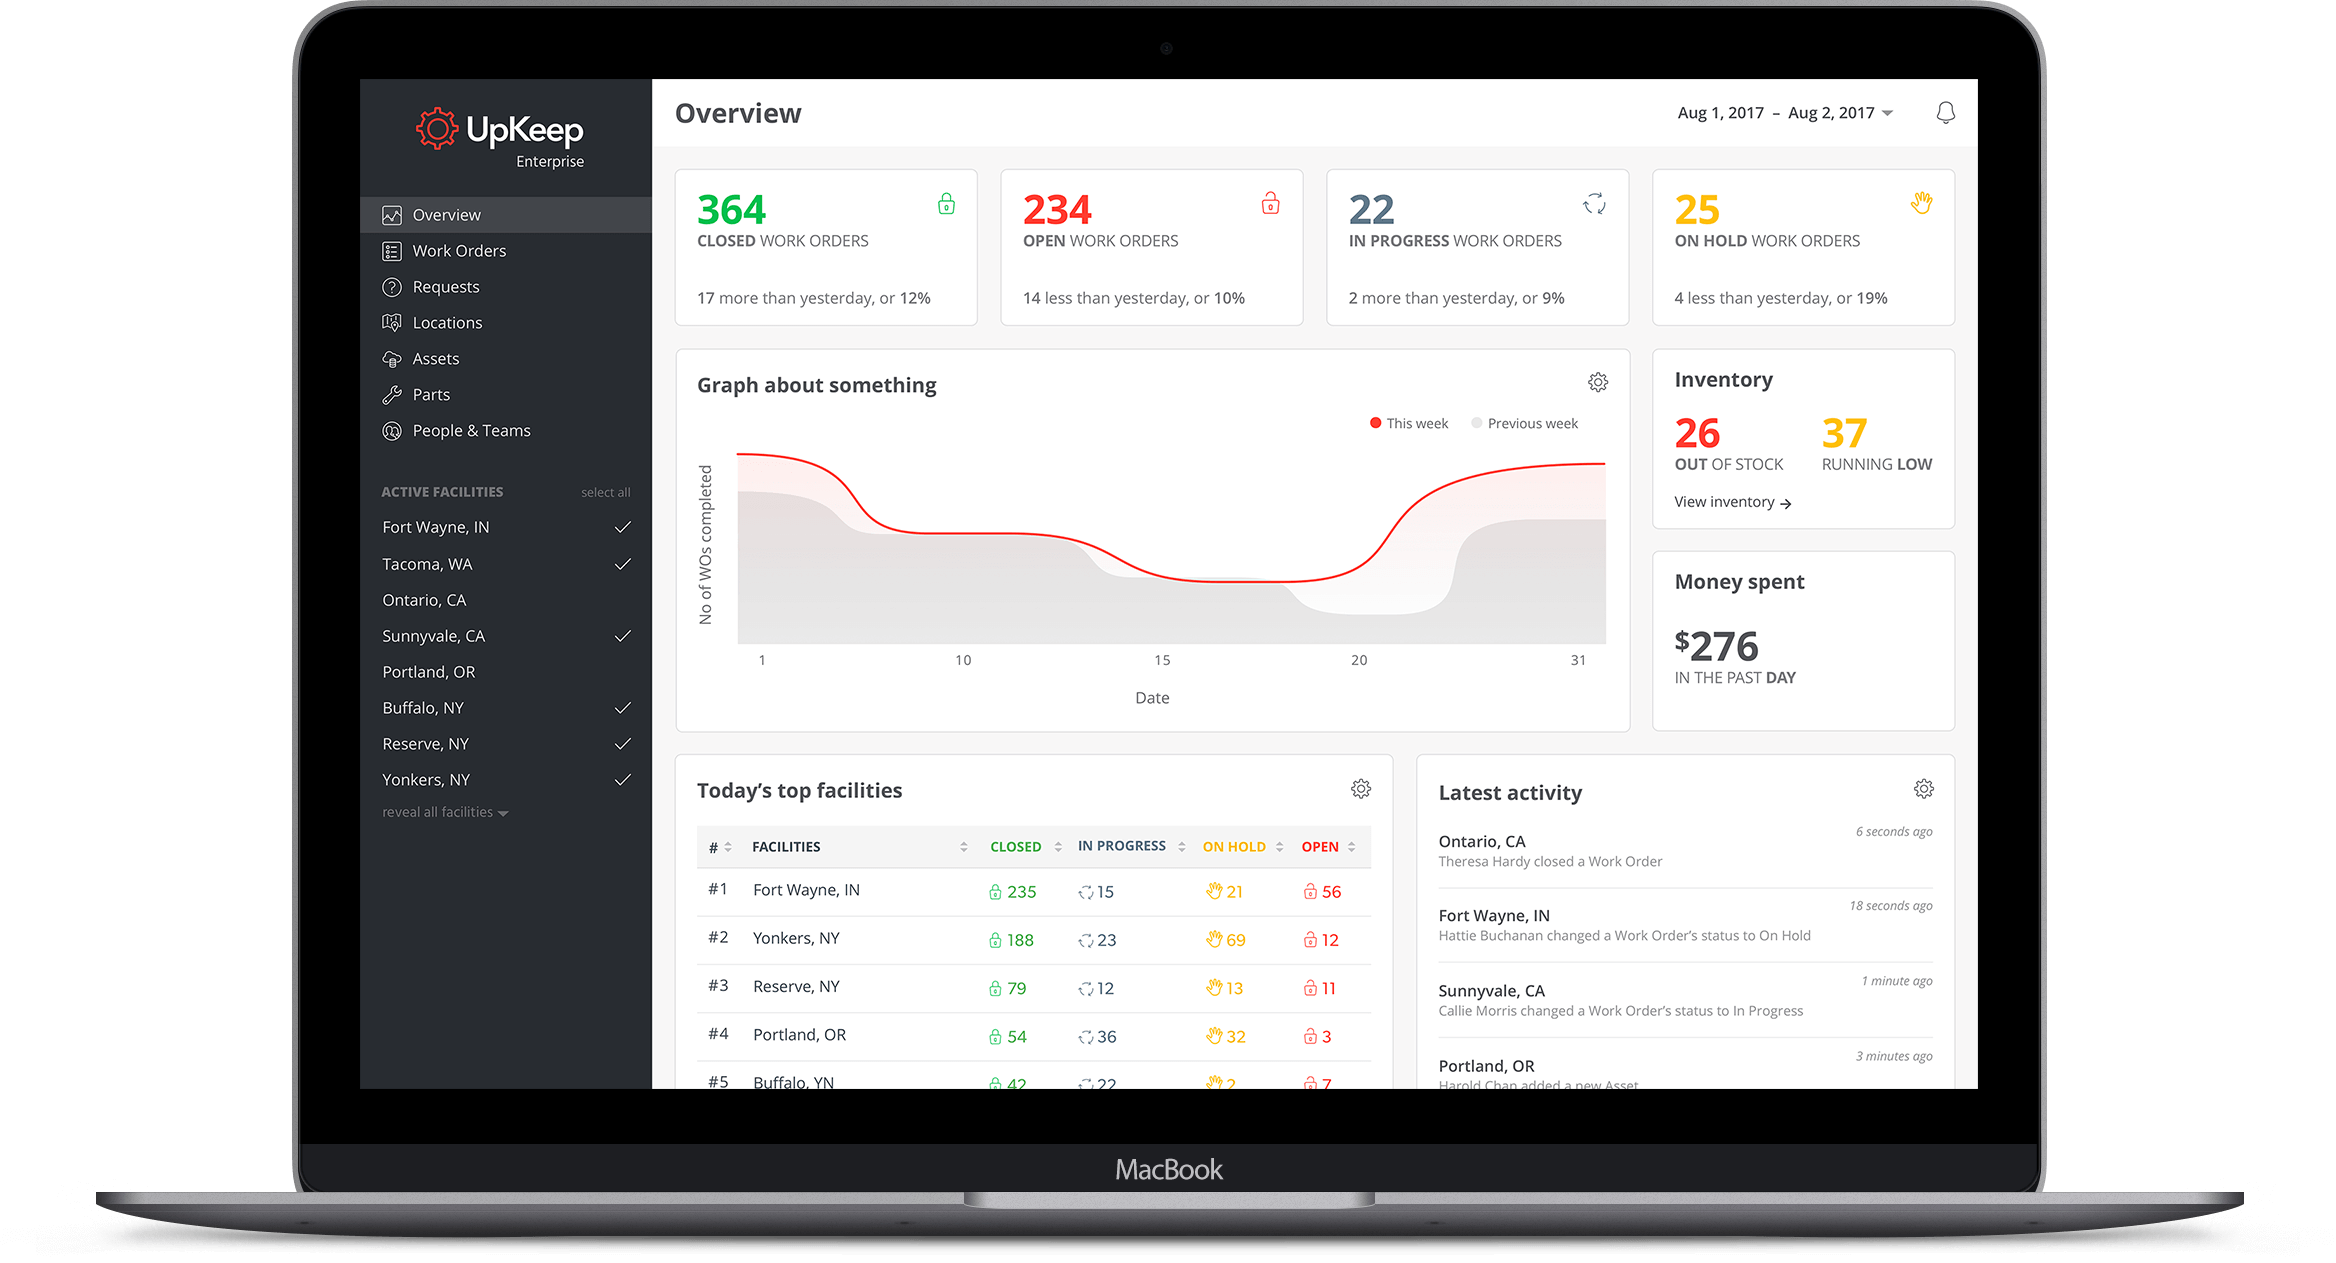 UpKeep
Enterprise
Overview
Work Orders
Requests
Locations
Assets
Parts
People & Teams
ACTIVE FACILITIES select all
Fort Wayne, IN
Tacoma, WA
Ontario, CA
Sunnyvale, CA
Portland, OR
Buffalo, NY
Reserve, NY
Yonkers, NY
reveal all facilities
Overview Aug 1, 2017 – Aug 2, 2017
364
CLOSED WORK ORDERS
17 more than yesterday, or 12%
234
OPEN WORK ORDERS
14 less than yesterday, or 10%
22
IN PROGRESS WORK ORDERS
2 more than yesterday, or 9%
25
ON HOLD WORK ORDERS
4 less than yesterday, or 19%
Graph about something
This week Previous week
No of WOs completed
1 10 15 20 31
Date
Inventory
26 37
OUT OF STOCK RUNNING LOW
View inventory →
Money spent
$276
IN THE PAST DAY
Today's top facilities
# FACILITIES CLOSED IN PROGRESS ON HOLD OPEN
#1 Fort Wayne, IN 235 15 21 56
#2 Yonkers, NY 188 23 69 12
#3 Reserve, NY 79 12 13 11
#4 Portland, OR 54 36 32 3
#5 Buffalo, YN 42 22 2 7
Latest activity
6 seconds ago
Ontario, CA
Theresa Hardy closed a Work Order
18 seconds ago
Fort Wayne, IN
Hattie Buchanan changed a Work Order's status to On Hold
1 minute ago
Sunnyvale, CA
Callie Morris changed a Work Order's status to In Progress
3 minutes ago
Portland, OR
Harold Chan added a new Asset
MacBook